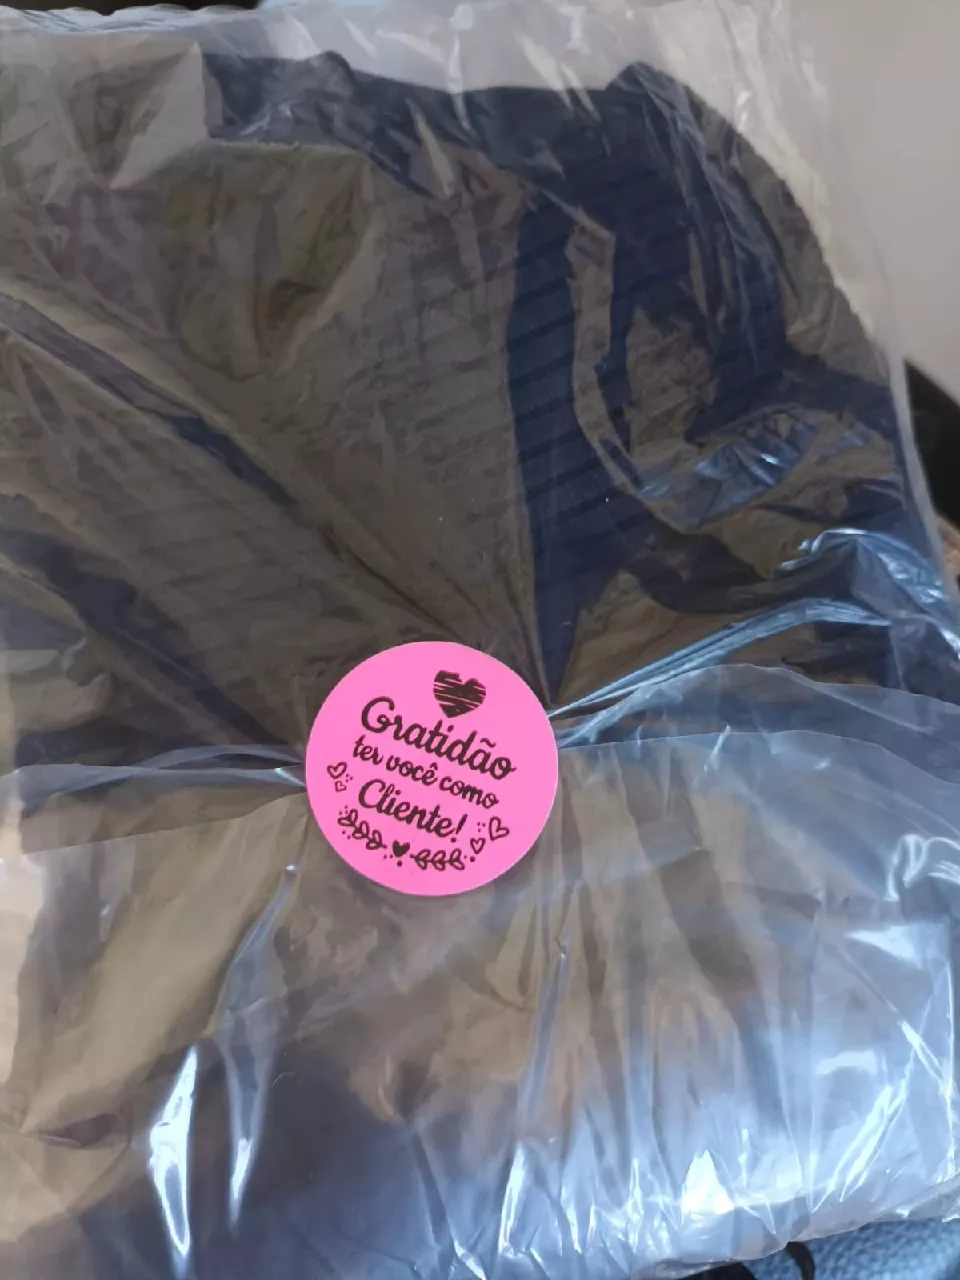 Gratidão
ter você como
Cliente!